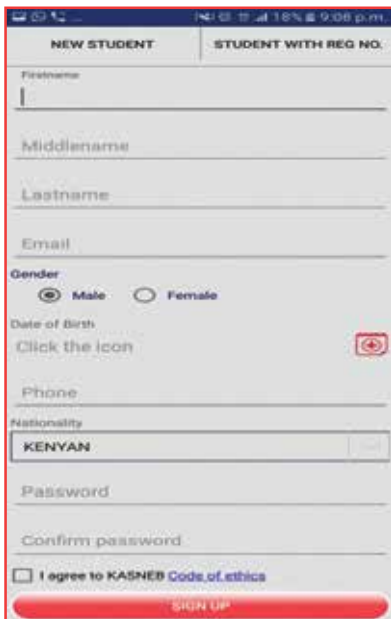 18% 9:08 p.m.
NEW STUDENT STUDENT WITH REG NO.
Firstname
Middlename
Lastname
Email
Gender
Male Female
Date of Birth
Click the icon
Phone
Nationality
KENYAN
Password
Confirm password
I agree to KASNEB Code of ethics
SIGN UP